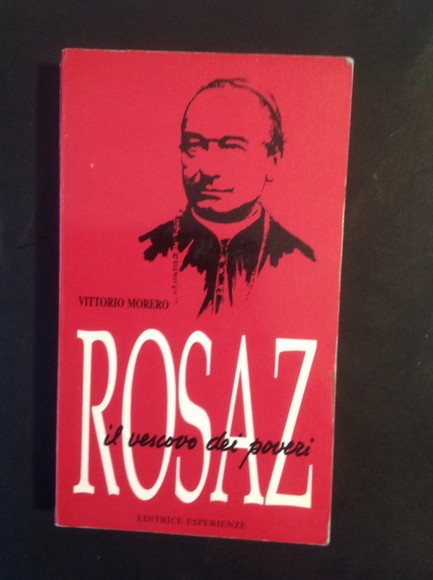 VITTORIO MORERO
ROSAZ
il vescovo dei poveri
EDITRICE ESPERIENZE